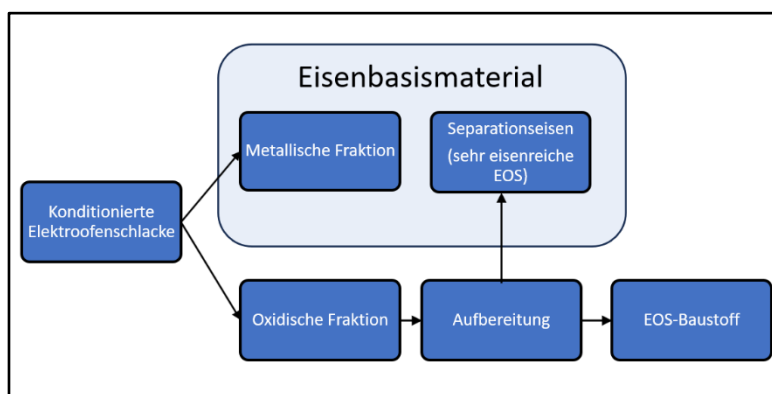 Eisenbasismaterial
Metallische Fraktion
Separationseisen
(sehr eisenreiche
EOS)
Konditionierte
Elektroofenschlacke
Oxidische Fraktion
Aufbereitung
EOS-Baustoff